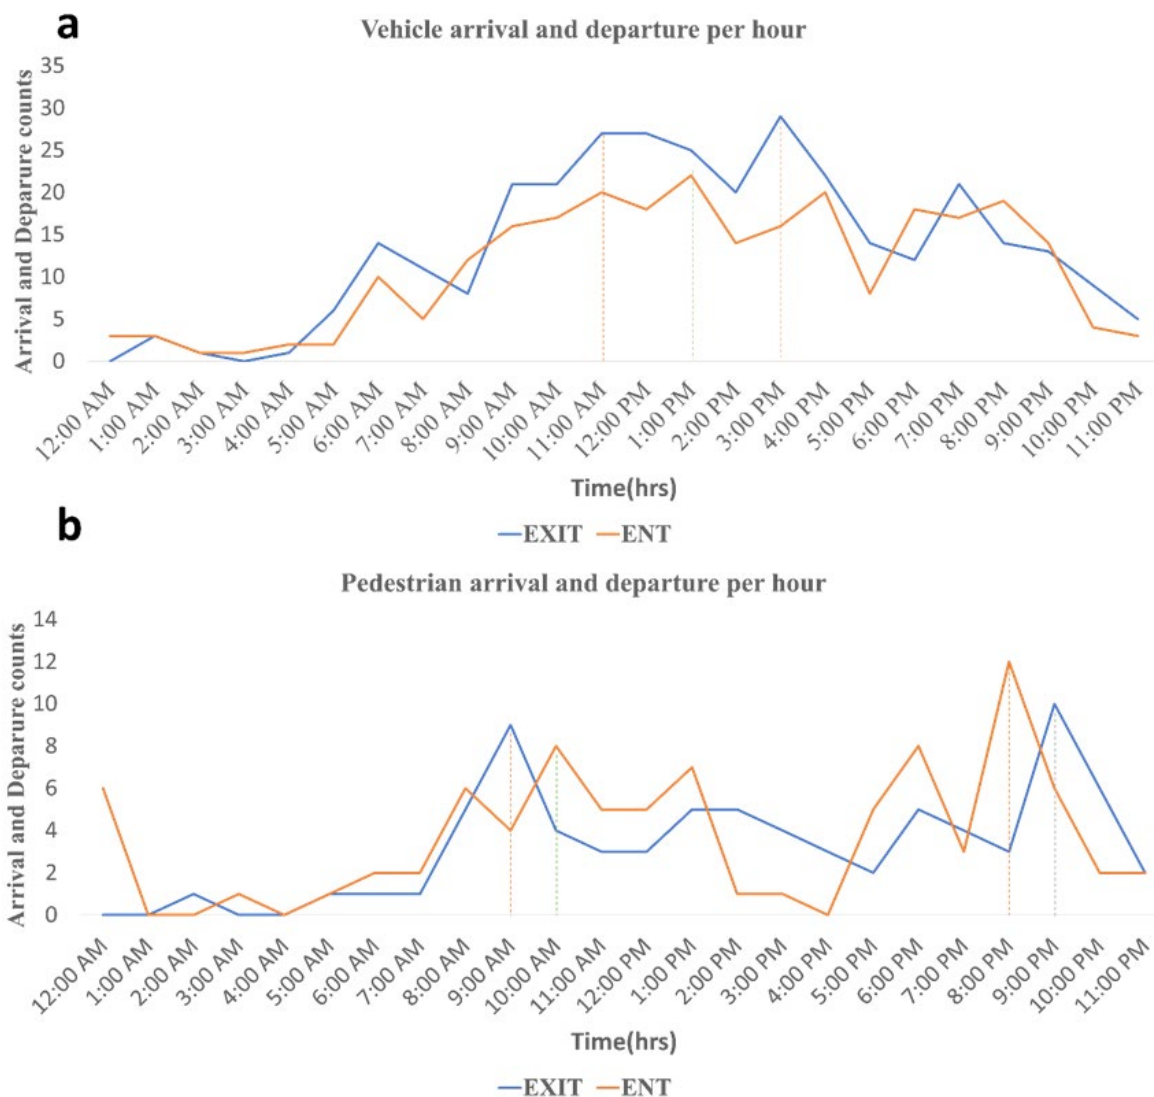 a
Vehicle arrival and departure per hour
Arrival and Deparure counts
35
30
25
20
15
10
5
0
12:00 AM
1:00 AM
2:00 AM
3:00 AM
4:00 AM
5:00 AM
6:00 AM
7:00 AM
8:00 AM
9:00 AM
10:00 AM
11:00 AM
12:00 PM
1:00 PM
2:00 PM
3:00 PM
4:00 PM
5:00 PM
6:00 PM
7:00 PM
8:00 PM
9:00 PM
10:00 PM
11:00 PM
Time(hrs)
EXIT ENT
b
Pedestrian arrival and departure per hour
Arrival and Deparure counts
14
12
10
8
6
4
2
0
12:00 AM
1:00 AM
2:00 AM
3:00 AM
4:00 AM
5:00 AM
6:00 AM
7:00 AM
8:00 AM
9:00 AM
10:00 AM
11:00 AM
12:00 PM
1:00 PM
2:00 PM
3:00 PM
4:00 PM
5:00 PM
6:00 PM
7:00 PM
8:00 PM
9:00 PM
10:00 PM
11:00 PM
Time(hrs)
EXIT ENT